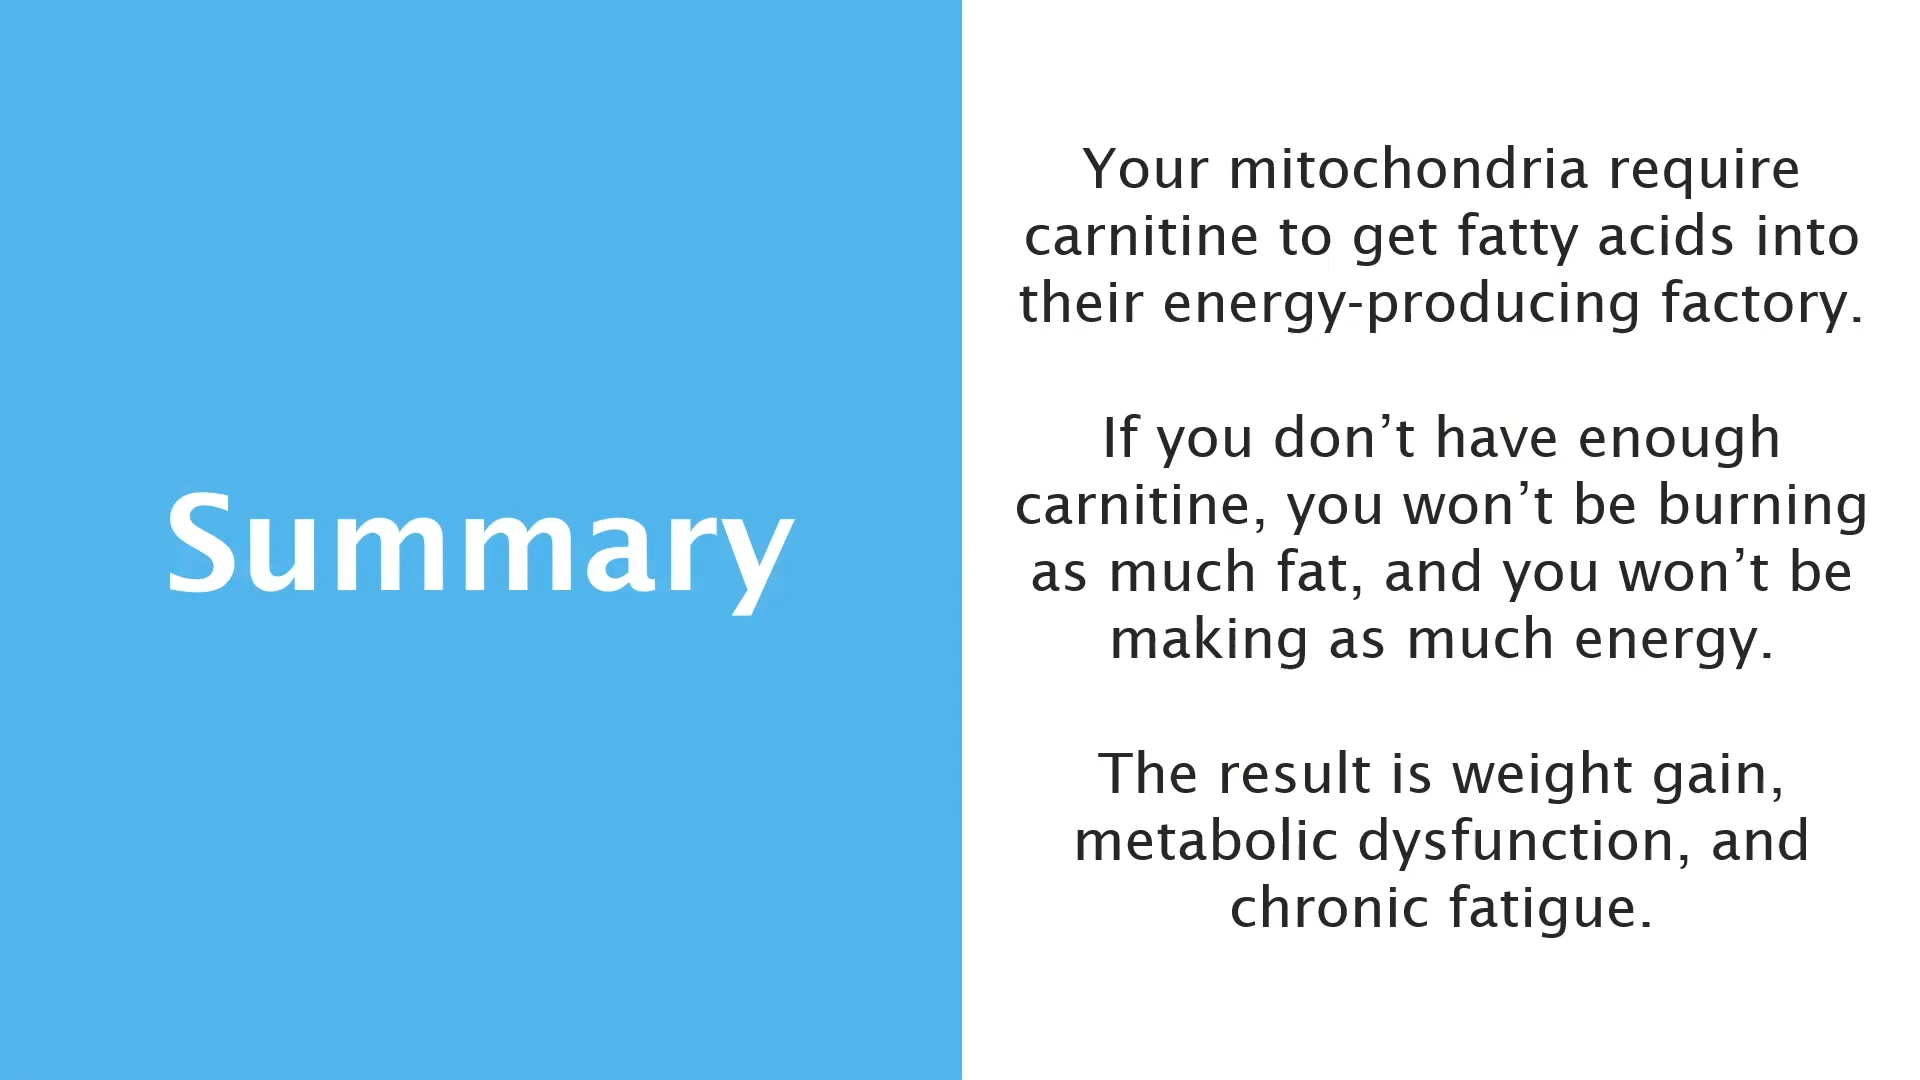 Summary
Your mitochondria require
carnitine to get fatty acids into
their energy-producing factory.
If you don’t have enough
carnitine, you won’t be burning
as much fat, and you won’t be
making as much energy.
The result is weight gain,
metabolic dysfunction, and
chronic fatigue.